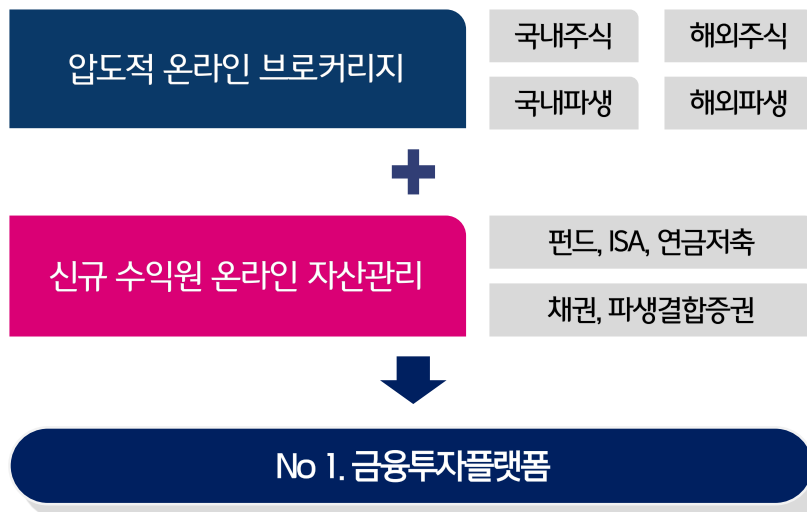 압도적 온라인 브로커리지
국내주식
해외주식
국내파생
해외파생
신규 수익원 온라인 자산관리
펀드, ISA, 연금저축
채권, 파생결합증권
No 1. 금융투자플랫폼